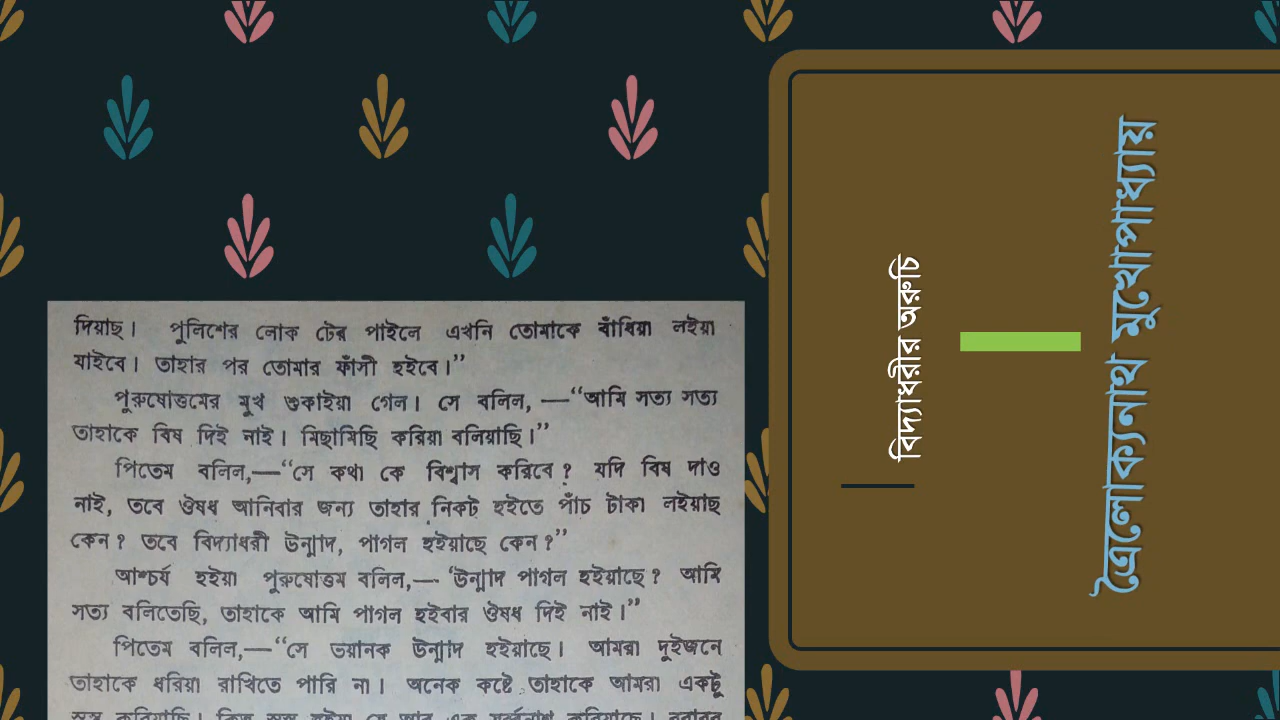 দিয়াছ। পুলিশের লোক টের পাইলে এখনি তোমাকে বাঁধিয়া লইয়া
যাইবে। তাহার পর তোমার ফাঁসী হইবে।”
পুরুষোত্তমের মুখ শুকাইয়া গেল। সে বলিল, —“আমি সত্য সত্য
তাহাকে বিষ দিই নাই। মিছামিছি করিয়া বলিয়াছি।”
পিতেম বলিল,—“সে কথা কে বিশ্বাস করিবে? যদি বিষ দাও
নাই, তবে ঔষধ আনিবার জন্য তাহার নিকট হইতে পাঁচ টাকা লইয়াছ
কেন? তবে বিদ্যাধরী উন্মাদ, পাগল হইয়াছে কেন?”
আশ্চর্য হইয়া পুরুষোত্তম বলিল,— ‘উন্মাদ পাগল হইয়াছে? আমি
সত্য বলিতেছি, তাহাকে আমি পাগল হইবার ঔষধ দিই নাই।”
পিতেম বলিল,—“সে ভয়ানক উন্মাদ হইয়াছে। আমরা দুইজনে
তাহাকে ধরিয়া রাখিতে পারি না। অনেক কষ্টে তাহাকে আমরা একটু
বিদ্যাধরীর অরুচি
ত্রৈলোক্যনাথ মুখোপাধ্যায়